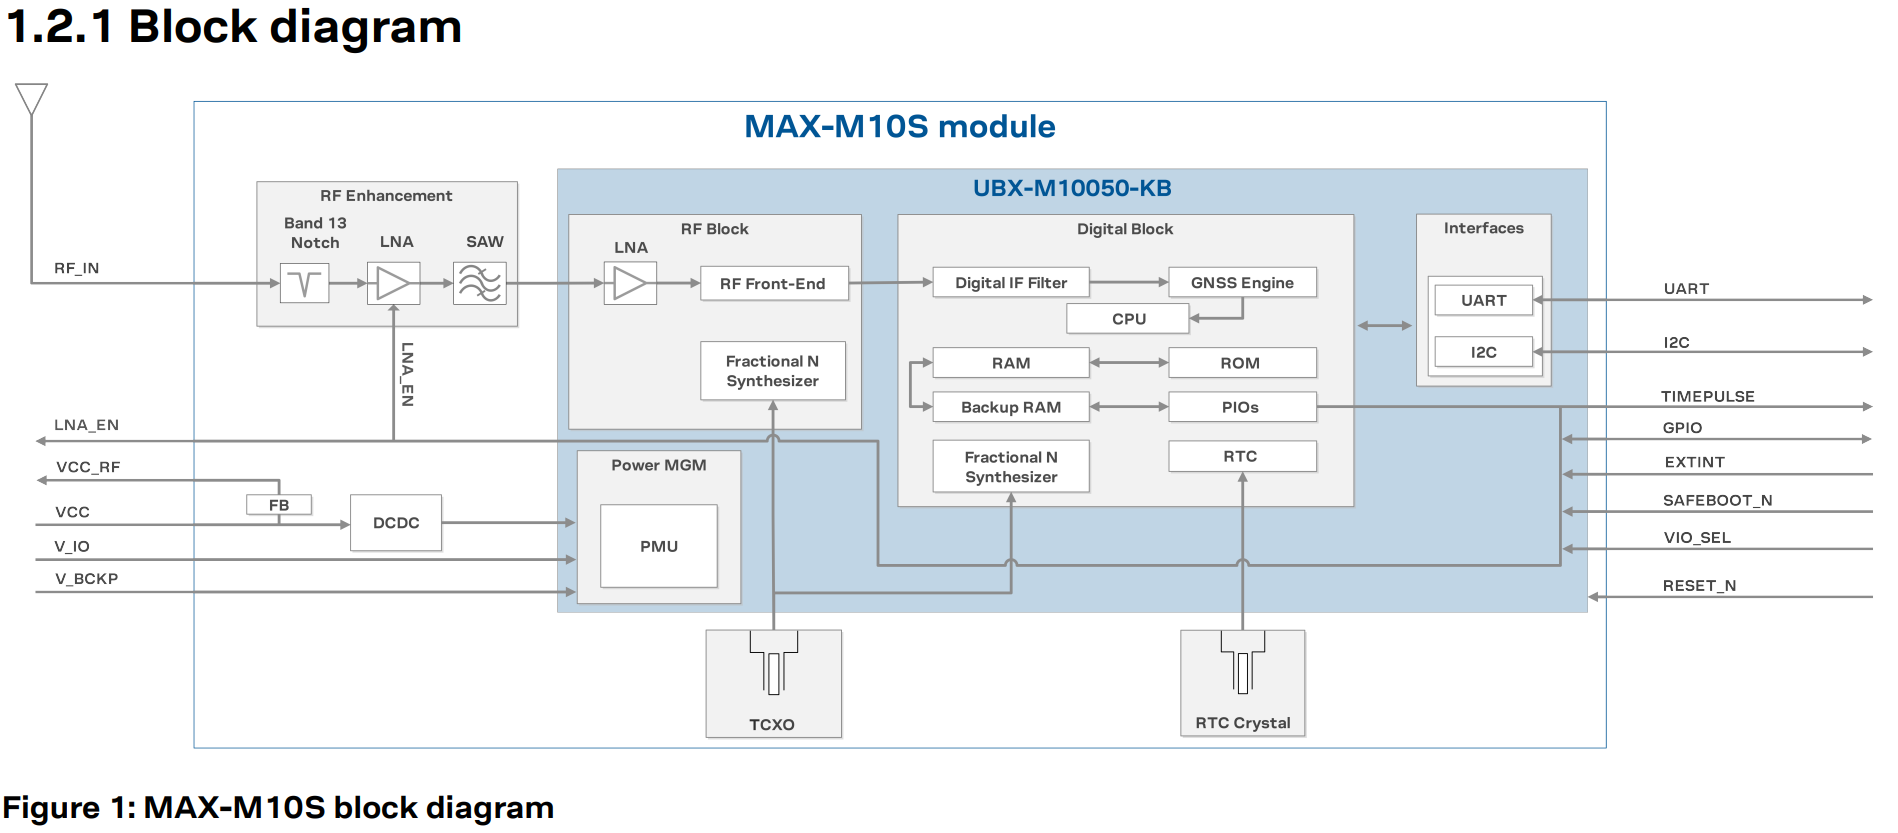 1.2.1 Block diagram
MAX-M10S module
UBX-M10050-KB
RF Enhancement
Band 13
Notch
LNA
SAW
RF_IN
LNA_EN
RF Block
LNA
RF Front-End
Fractional N
Synthesizer
Digital Block
Digital IF Filter
GNSS Engine
CPU
RAM
ROM
Backup RAM
PIOs
Fractional N
Synthesizer
RTC
Interfaces
UART
I2C
UART
I2C
TIMEPULSE
GPIO
EXTINT
SAFEBOOT_N
VIO_SEL
RESET_N
LNA_EN
VCC_RF
FB
VCC
DCDC
V_IO
V_BCKP
Power MGM
PMU
TCXO
RTC Crystal
Figure 1: MAX-M10S block diagram